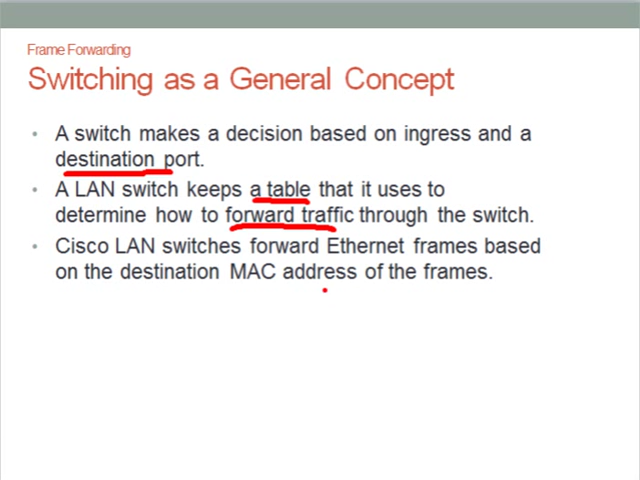 Frame Forwarding
Switching as a General Concept
• A switch makes a decision based on ingress and a
destination port.
• A LAN switch keeps a table that it uses to
determine how to forward traffic through the switch.
• Cisco LAN switches forward Ethernet frames based
on the destination MAC address of the frames.